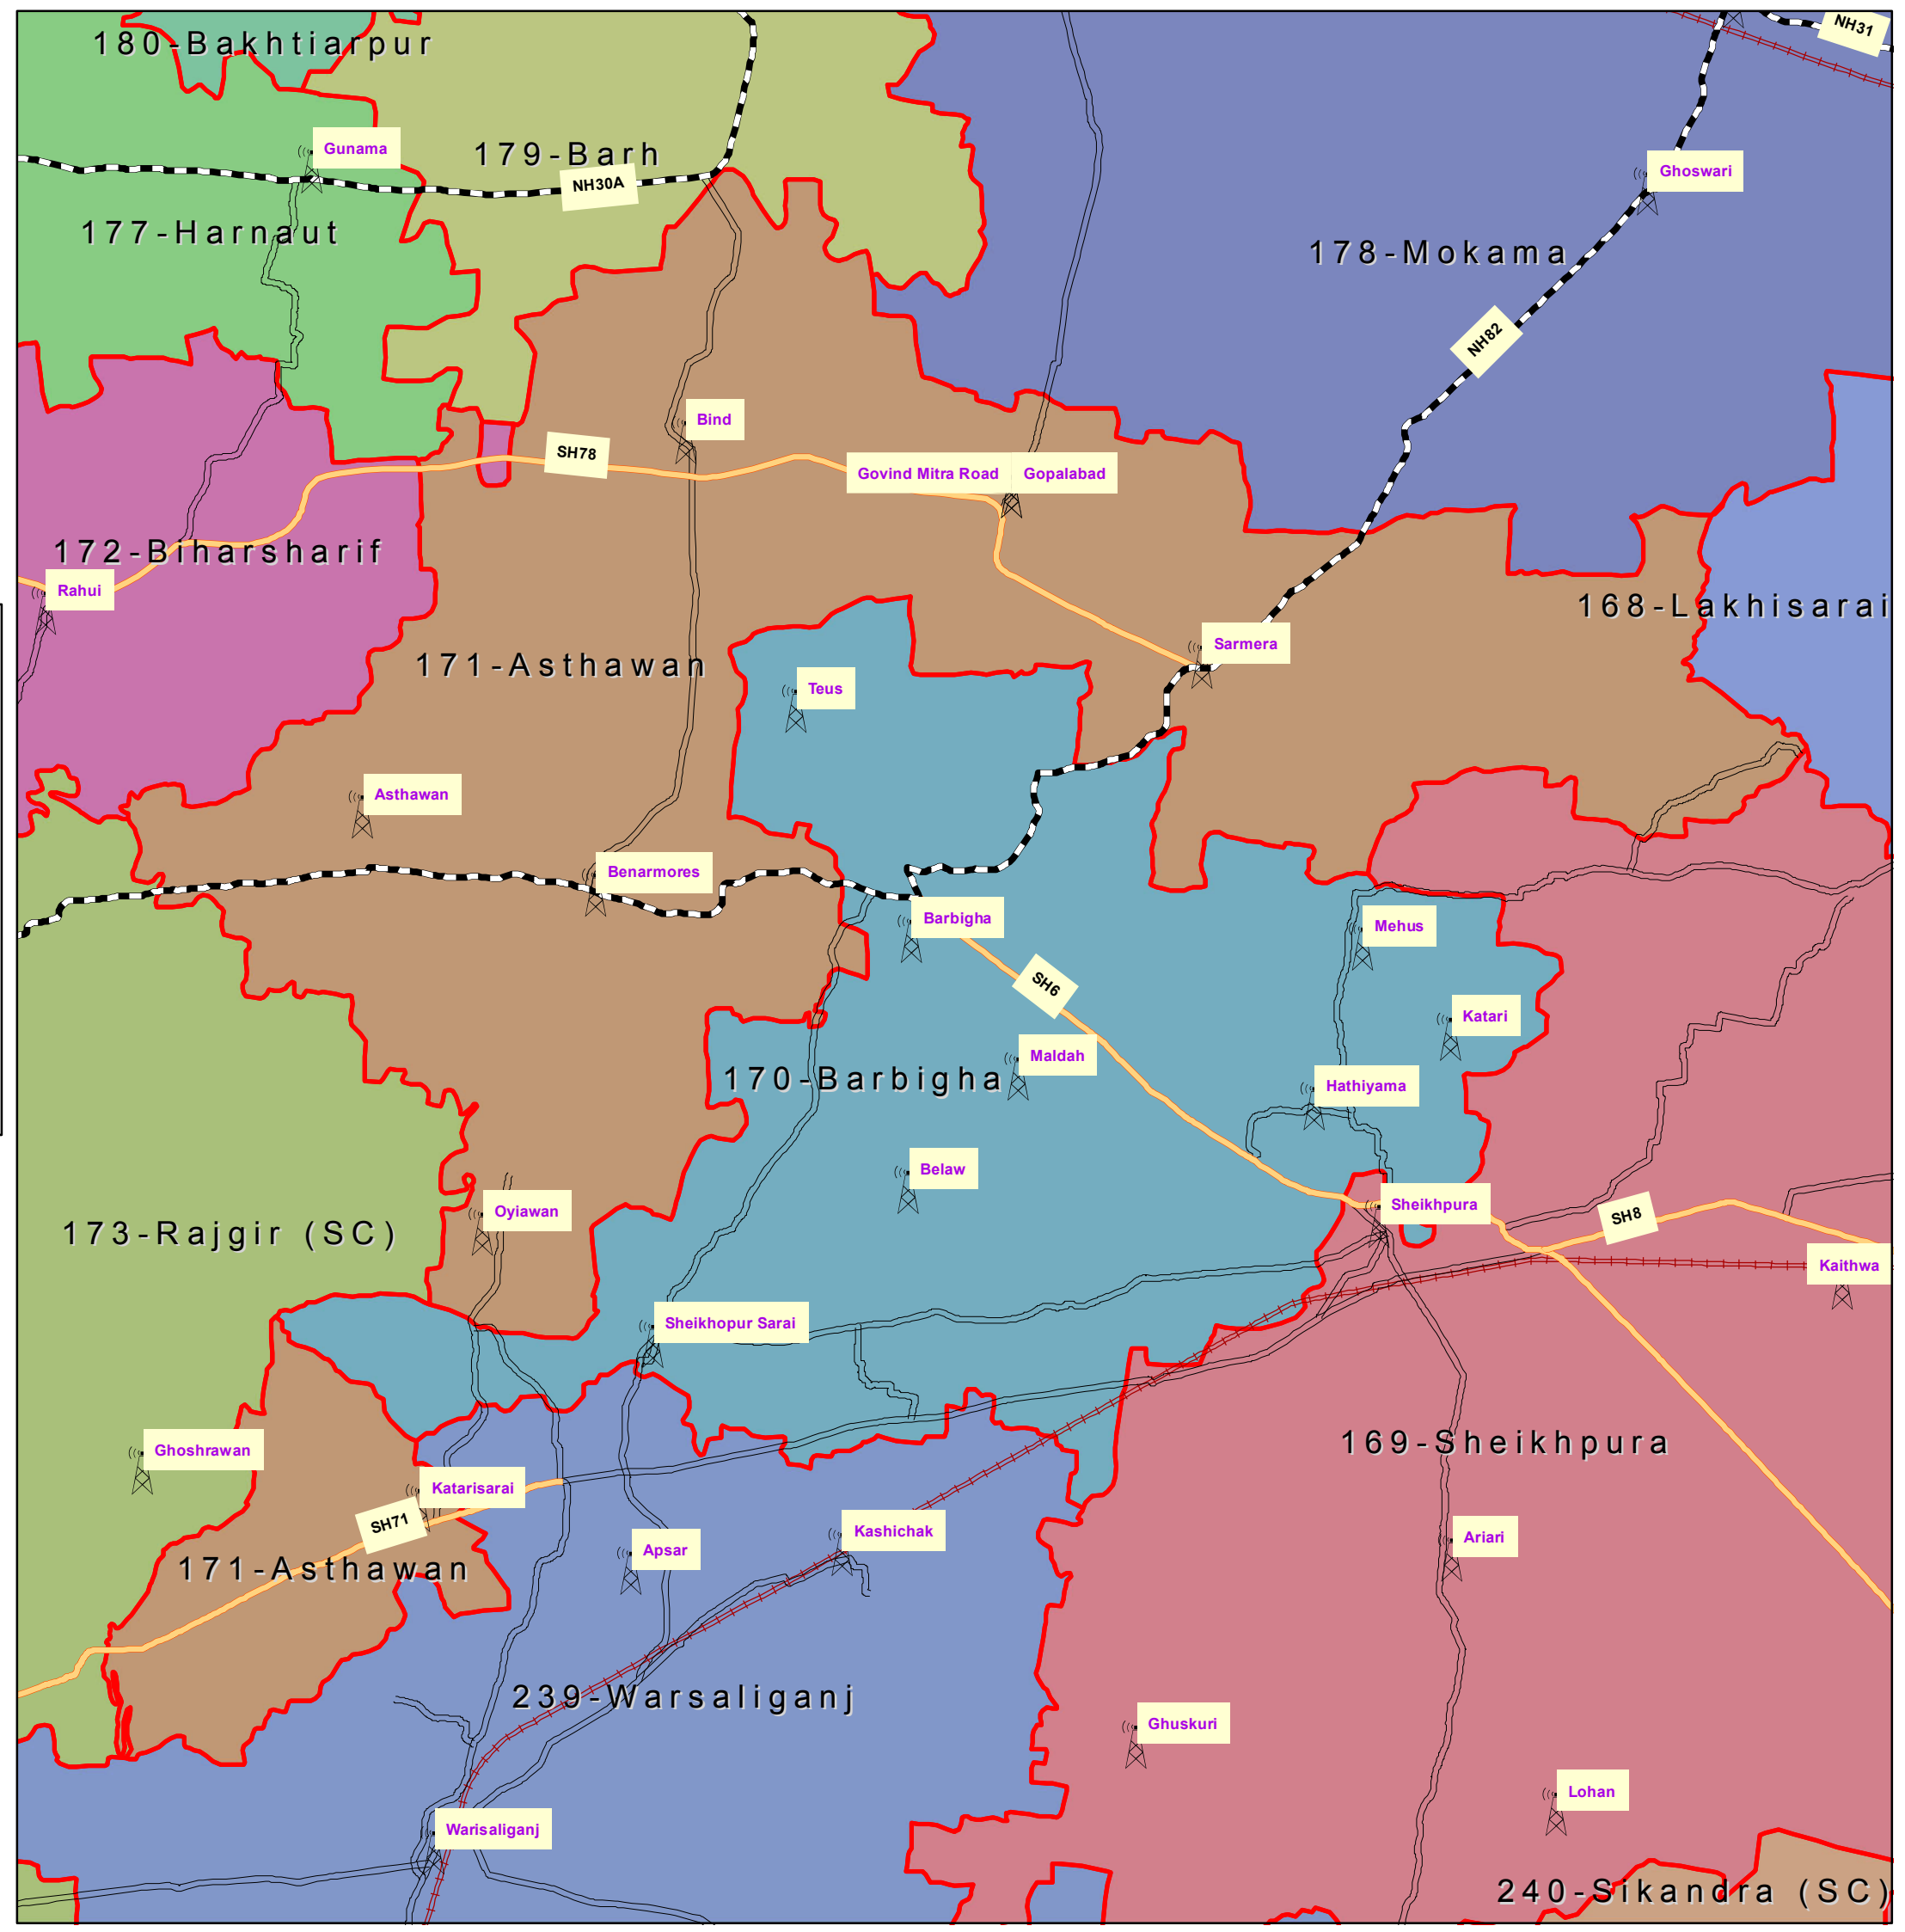 NH31
180-Bakhtiarpur
Gunama
179-Barh
Ghoswari
NH30A
177-Harnaut
178-Mokama
NH82
Bind
SH78
Govind Mitra Road
Gopalabad
172-Biharsharif
Rahui
168-Lakhisarai
Sarmera
171-Asthawan
Teus
Asthawan
Benarmores
Barbigha
Mehus
SH6
Katari
Maldah
170-Barbigha
Hathiyama
Belaw
Sheikhpura
Oyiawan
SH8
173-Rajgir (SC)
Kaithwa
Sheikhopur Sarai
169-Sheikhpura
Ghoshrawan
Katarisarai
SH71
Kashichak
Ariari
Apsar
171-Asthawan
239-Warsaliganj
Ghuskuri
Lohan
Warisaliganj
240-Sikandra (SC)